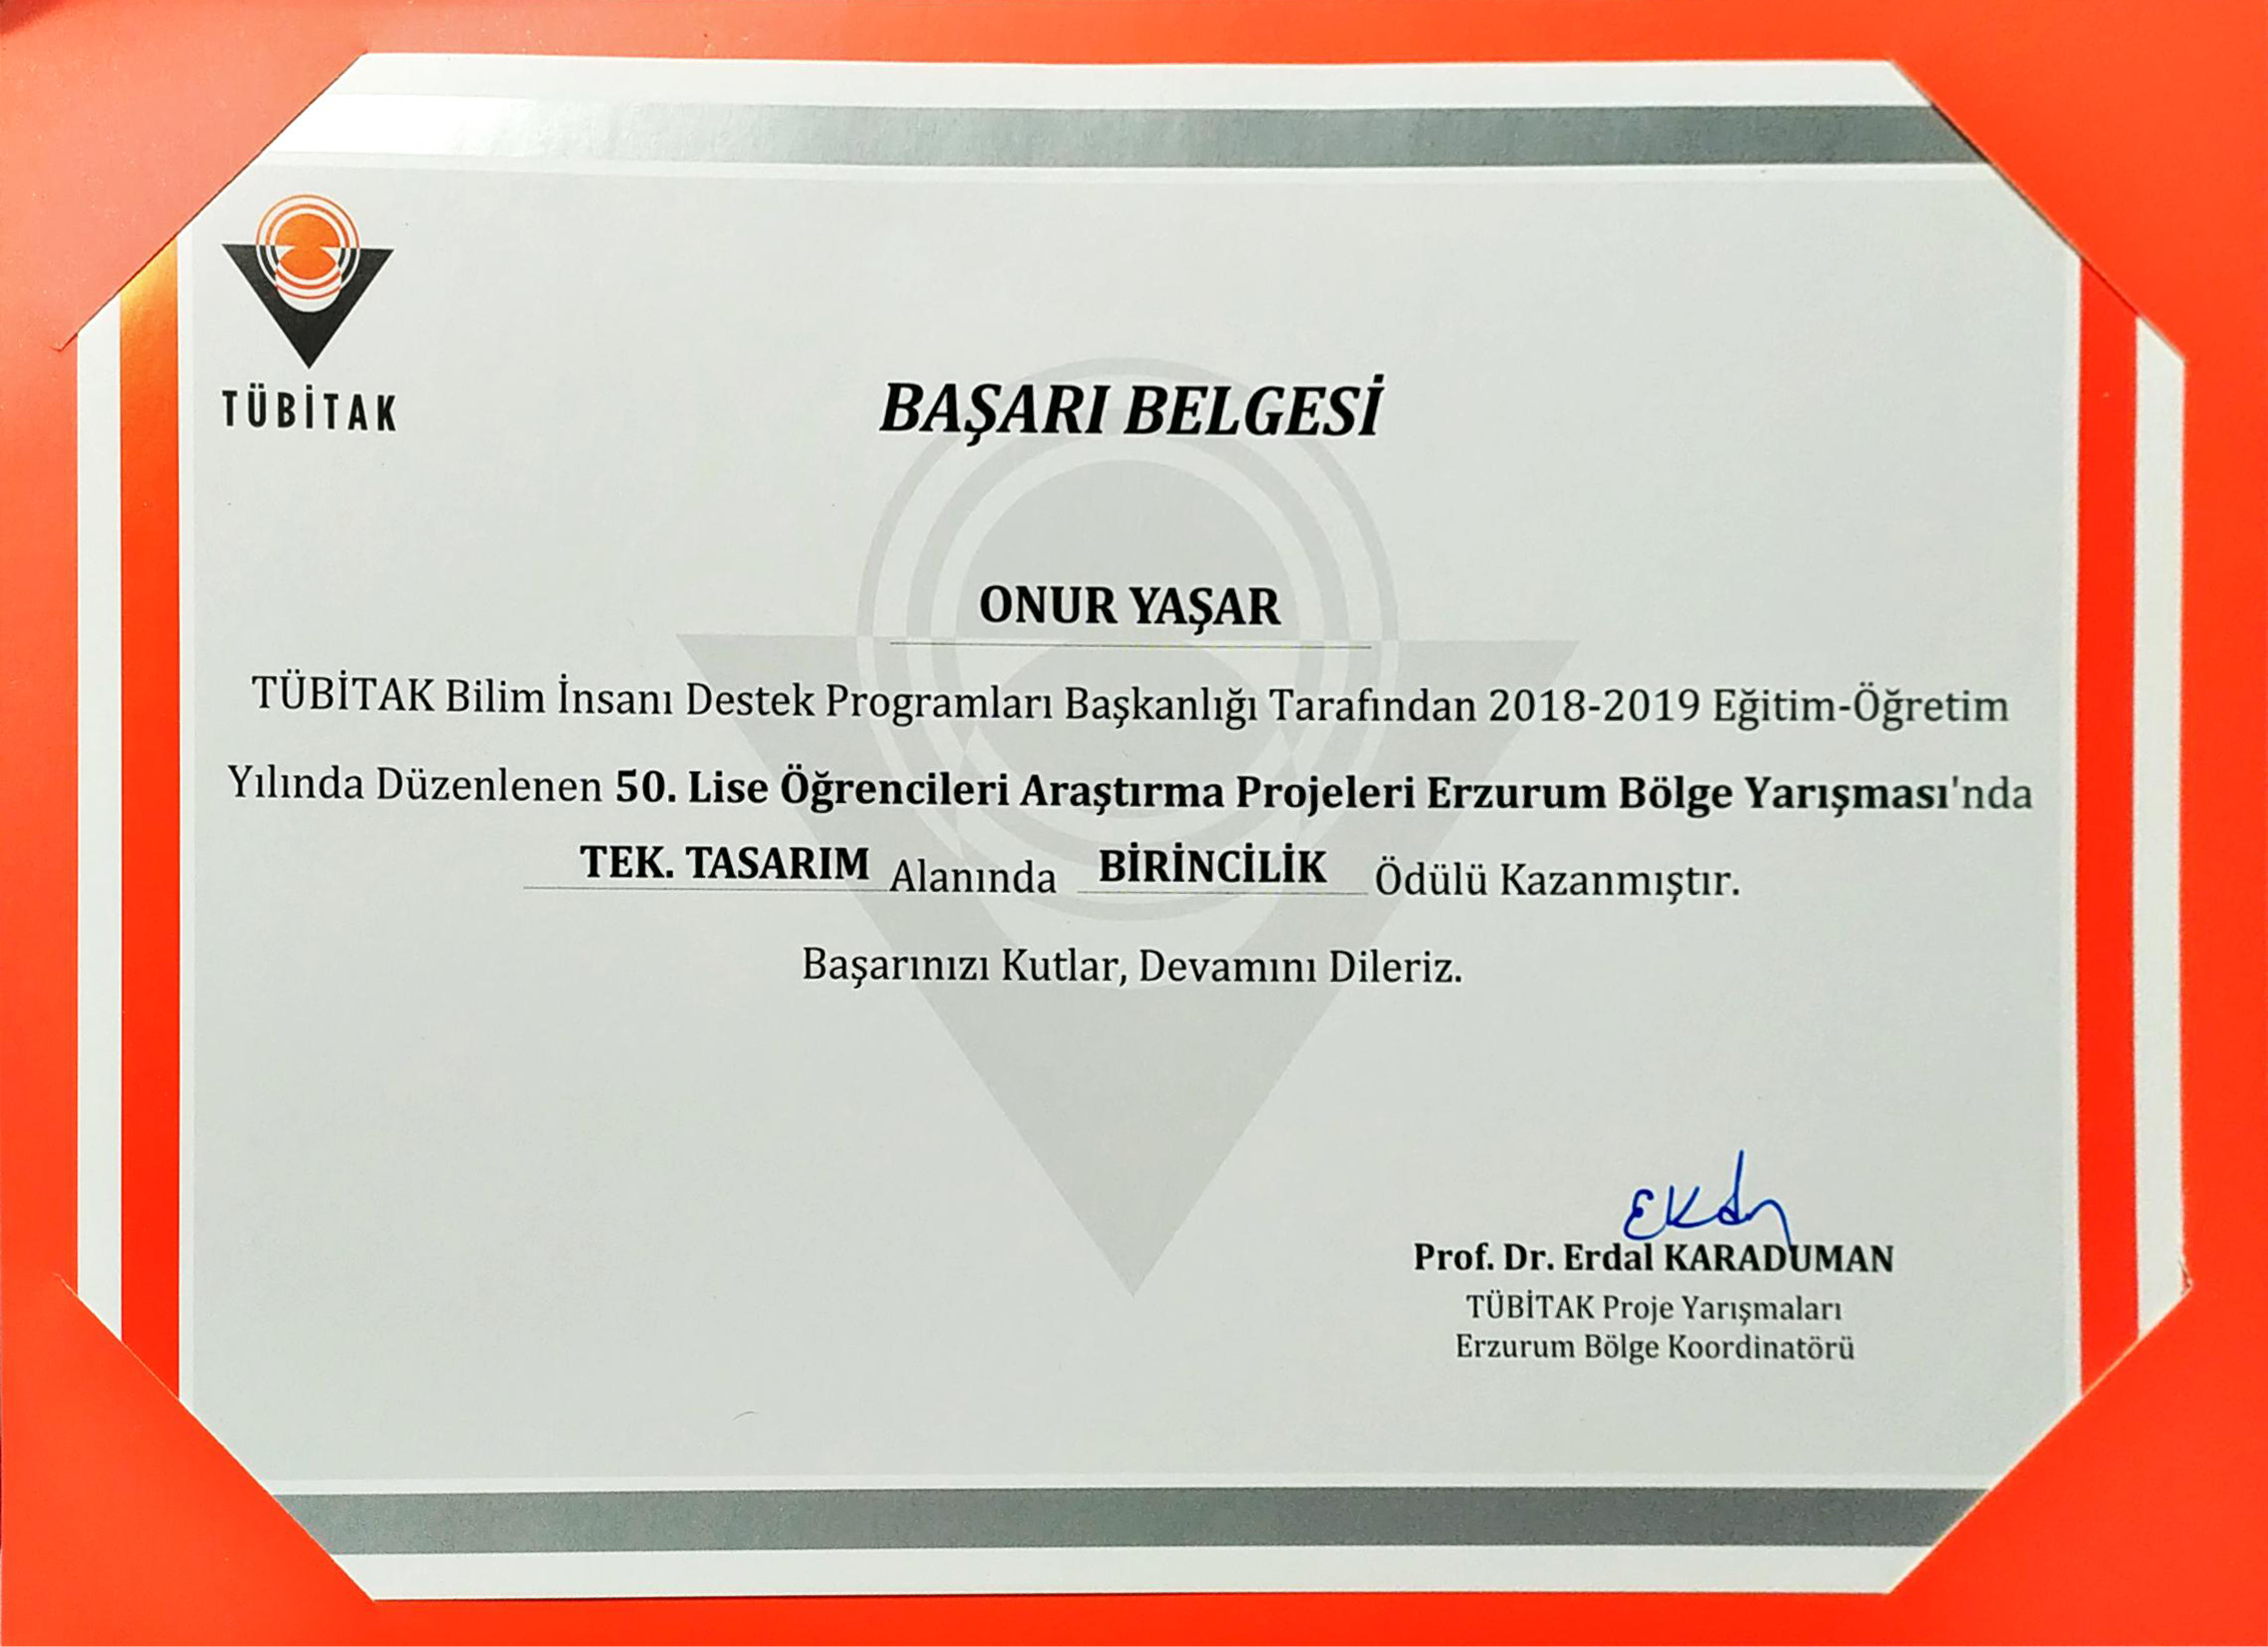 TÜBİTAK
BAŞARI BELGESİ
ONUR YAŞAR
TÜBİTAK Bilim İnsanı Destek Programları Başkanlığı Tarafından 2018-2019 Eğitim-Öğretim
Yılında Düzenlenen 50. Lise Öğrencileri Araştırma Projeleri Erzurum Bölge Yarışması'nda
TEK. TASARIM Alanında BİRİNCİLİK Ödülü Kazanmıştır.
Başarınızı Kutlar, Devamını Dileriz.
Prof. Dr. Erdal KARADUMAN
TÜBİTAK Proje Yarışmaları
Erzurum Bölge Koordinatörü